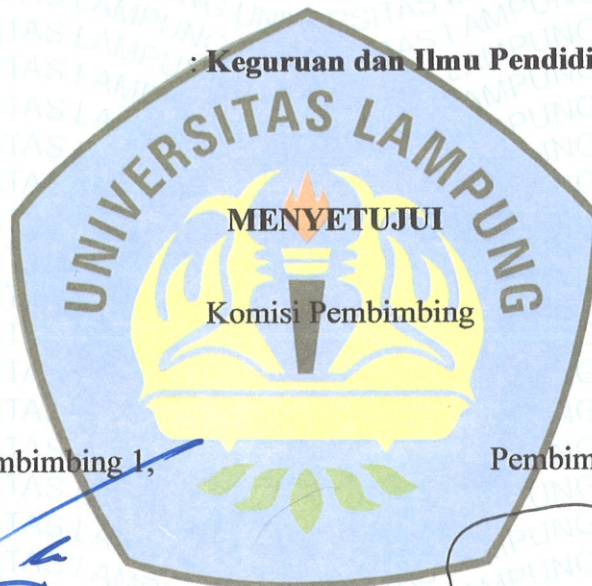 : Keguruan dan Ilmu Pendidi
UNIVERSITAS LAMPUNG
MENYETUJUI
Komisi Pembimbing
mbimbing 1,
Pembim